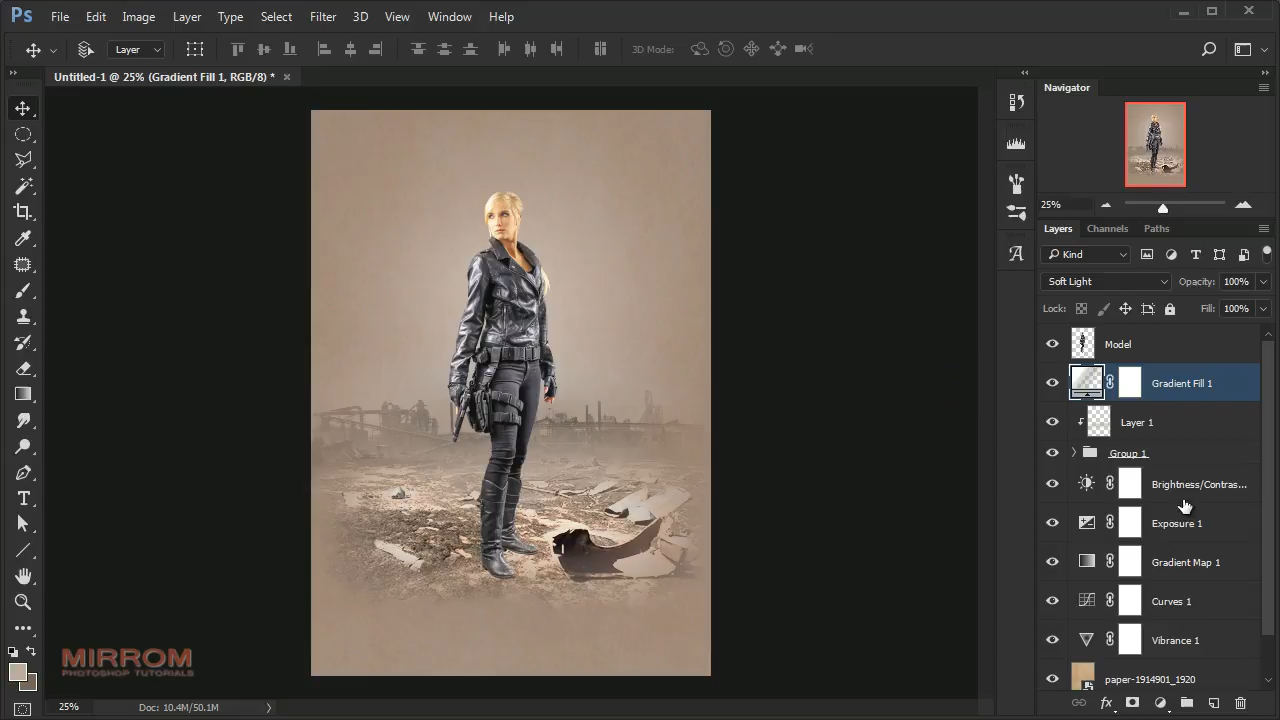 Ps File Edit Image Layer Type Select Filter 3D View Window Help
Layer 3D Mode:
Untitled-1 @ 25% (Gradient Fill 1, RGB/8) * ×
Navigator
25%
Layers Channels Paths
Kind
Soft Light Opacity: 100%
Lock: Fill: 100%
Model
Gradient Fill 1
Layer 1
Group 1
Brightness/Contras...
Exposure 1
Gradient Map 1
Curves 1
Vibrance 1
paper-1914901_1920
MIRROM
PHOTOSHOP TUTORIALS
25% Doc: 10.4M/50.1M